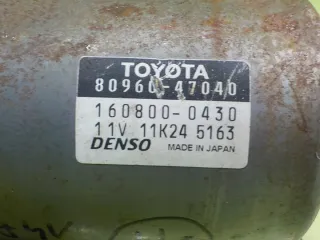 TOYOTA
80960-47040
160800-0430
11V 11K24 5163
DENSO MADE IN JAPAN